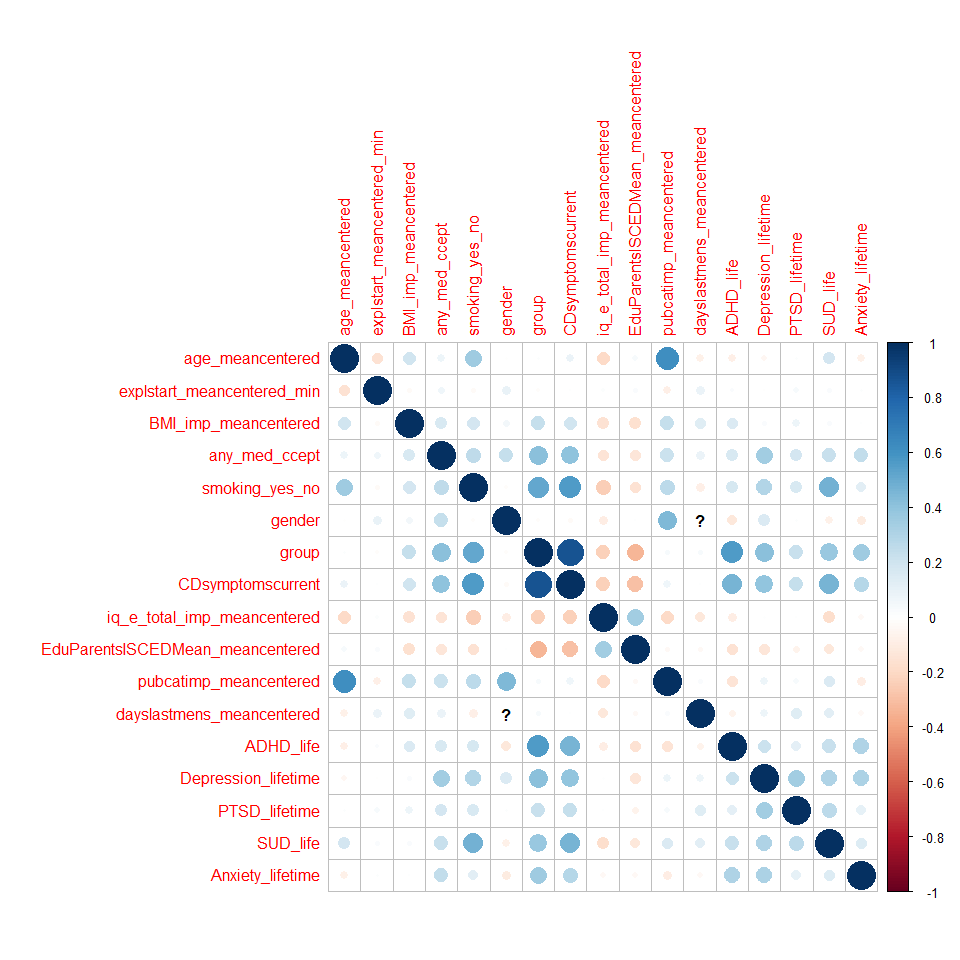 age_meancentered
explstart_meancentered_min
BMI_imp_meancentered
any_med_ccept
smoking_yes_no
gender
group
CDsymptomscurrent
iq_e_total_imp_meancentered
EduParentsISCEDMean_meancentered
pubcatimp_meancentered
dayslastmens_meancentered
ADHD_life
Depression_lifetime
PTSD_lifetime
SUD_life
Anxiety_lifetime
age_meancentered
explstart_meancentered_min
BMI_imp_meancentered
any_med_ccept
smoking_yes_no
gender ?
group
CDsymptomscurrent
iq_e_total_imp_meancentered
EduParentsISCEDMean_meancentered
pubcatimp_meancentered
dayslastmens_meancentered ?
ADHD_life
Depression_lifetime
PTSD_lifetime
SUD_life
Anxiety_lifetime
1
0.8
0.6
0.4
0.2
0
-0.2
-0.4
-0.6
-0.8
-1